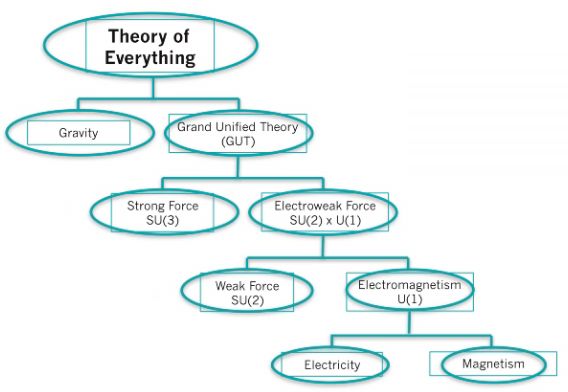 Theory of
Everything
Gravity
Grand Unified Theory
(GUT)
Strong Force
SU(3)
Electroweak Force
SU(2) x U(1)
Weak Force
SU(2)
Electromagnetism
U(1)
Electricity
Magnetism